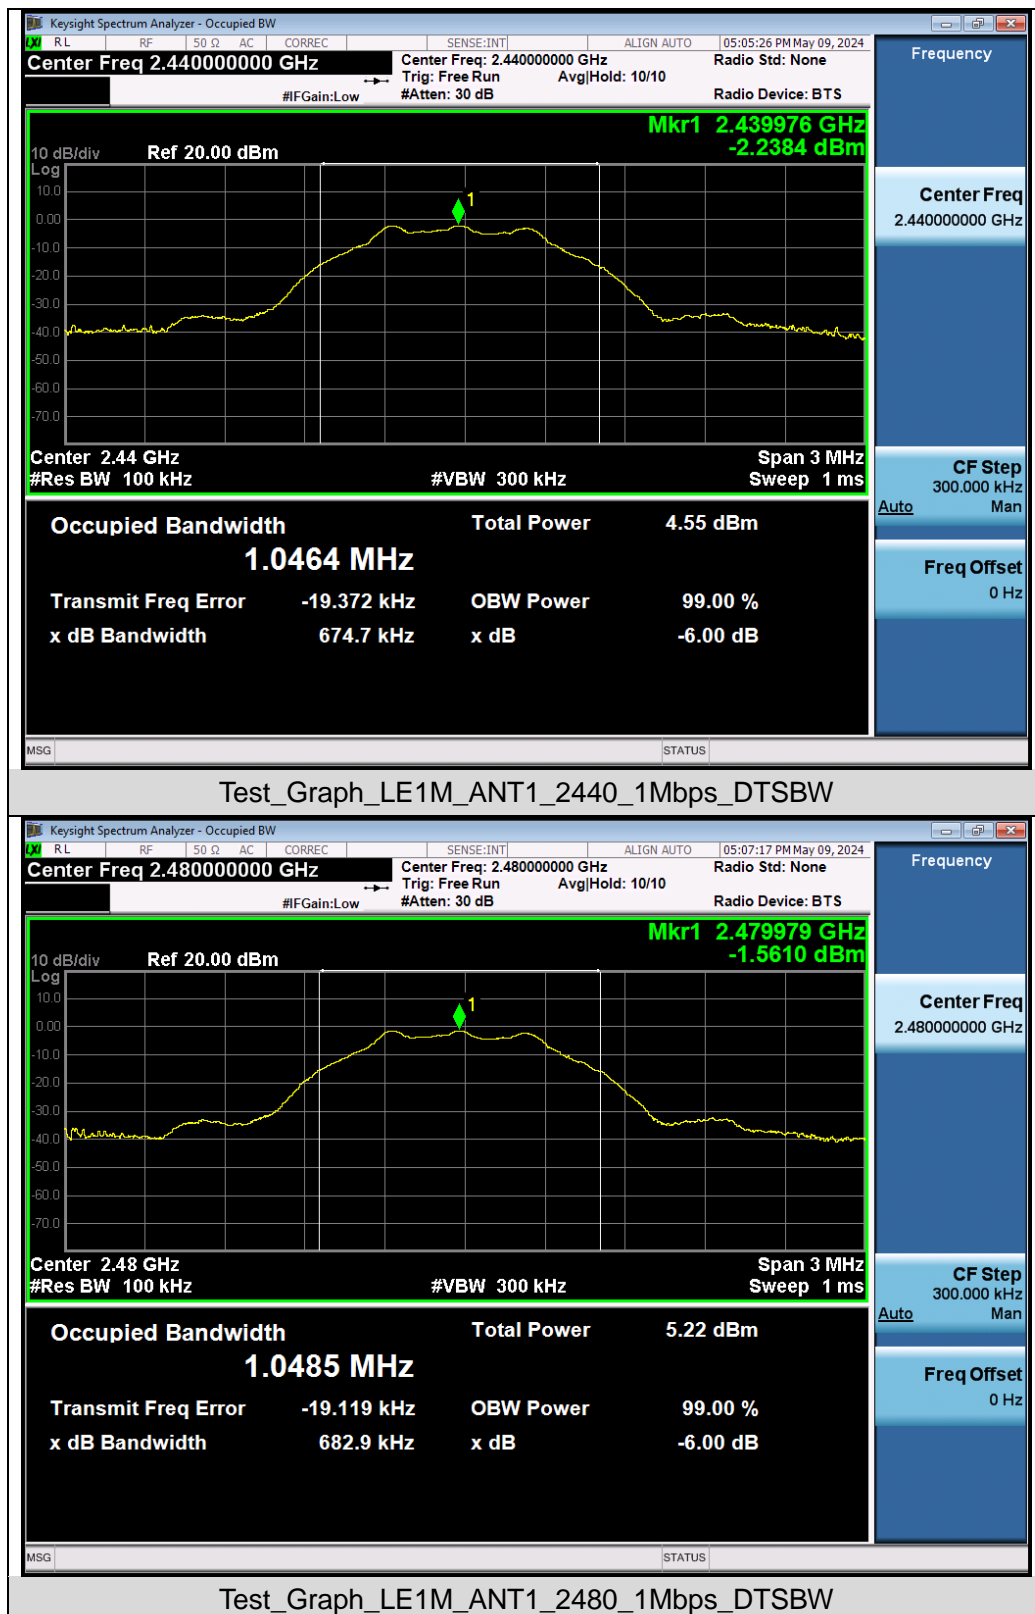 Keysight Spectrum Analyzer - Occupied BW
LXI RL RF 50 Ω AC CORREC SENSE:INT ALIGN AUTO 05:05:26 PM May 09, 2024
Center Freq 2.440000000 GHz
Center Freq: 2.440000000 GHz
Radio Std: None
Trig: Free Run Avg|Hold: 10/10
#IFGain:Low #Atten: 30 dB Radio Device: BTS
Mkr1 2.439976 GHz
-2.2384 dBm
10 dB/div Ref 20.00 dBm
Log
10.0
0.00
-10.0
-20.0
-30.0
-40.0
-50.0
-60.0
-70.0
1
Center 2.44 GHz Span 3 MHz
#Res BW 100 kHz #VBW 300 kHz Sweep 1 ms
Occupied Bandwidth Total Power 4.55 dBm
1.0464 MHz
Transmit Freq Error -19.372 kHz OBW Power 99.00 %
x dB Bandwidth 674.7 kHz x dB -6.00 dB
MSG STATUS
Frequency
Center Freq
2.440000000 GHz
CF Step
300.000 kHz
Auto Man
Freq Offset
0 Hz
Test_Graph_LE1M_ANT1_2440_1Mbps_DTSBW
Keysight Spectrum Analyzer - Occupied BW
LXI RL RF 50 Ω AC CORREC SENSE:INT ALIGN AUTO 05:07:17 PM May 09, 2024
Center Freq 2.480000000 GHz
Center Freq: 2.480000000 GHz
Radio Std: None
Trig: Free Run Avg|Hold: 10/10
#IFGain:Low #Atten: 30 dB Radio Device: BTS
Mkr1 2.479979 GHz
-1.5610 dBm
10 dB/div Ref 20.00 dBm
Log
10.0
0.00
-10.0
-20.0
-30.0
-40.0
-50.0
-60.0
-70.0
1
Center 2.48 GHz Span 3 MHz
#Res BW 100 kHz #VBW 300 kHz Sweep 1 ms
Occupied Bandwidth Total Power 5.22 dBm
1.0485 MHz
Transmit Freq Error -19.119 kHz OBW Power 99.00 %
x dB Bandwidth 682.9 kHz x dB -6.00 dB
MSG STATUS
Frequency
Center Freq
2.480000000 GHz
CF Step
300.000 kHz
Auto Man
Freq Offset
0 Hz
Test_Graph_LE1M_ANT1_2480_1Mbps_DTSBW